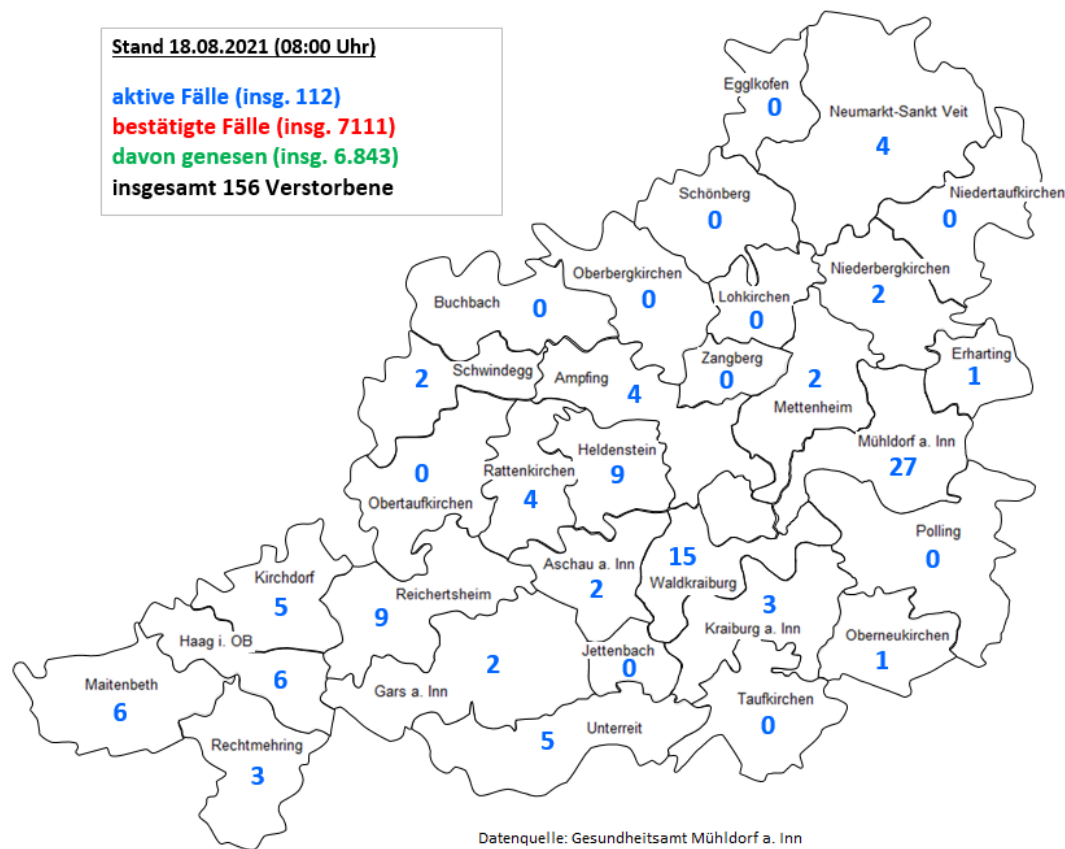 Stand 18.08.2021 (08:00 Uhr)
aktive Fälle (insg. 112)
bestätigte Fälle (insg. 7111)
davon genesen (insg. 6.843)
insgesamt 156 Verstorbene
Egglkofen
0
Neumarkt-Sankt Veit
4
Niedertaufkirchen
0
Schönberg
0
Niederbergkirchen
2
Oberbergkirchen
0
Lohkirchen
0
Buchbach
0
Zangberg
0
Erharting
1
Schwindegg
2
Ampfing
4
2
Mettenheim
Mühldorf a. Inn
27
Heldenstein
9
Rattenkirchen
4
0
Obertaufkirchen
Polling
0
15
Waldkraiburg
Aschau a. Inn
2
Kirchdorf
5
Reichertsheim
9
3
Kraiburg a. Inn
Oberneukirchen
1
Haag i. OB
6
Jettenbach
0
2
Gars a. Inn
Maitenbeth
6
Taufkirchen
0
Unterreit
5
Rechtmehring
3
Datenquelle: Gesundheitsamt Mühldorf a. Inn